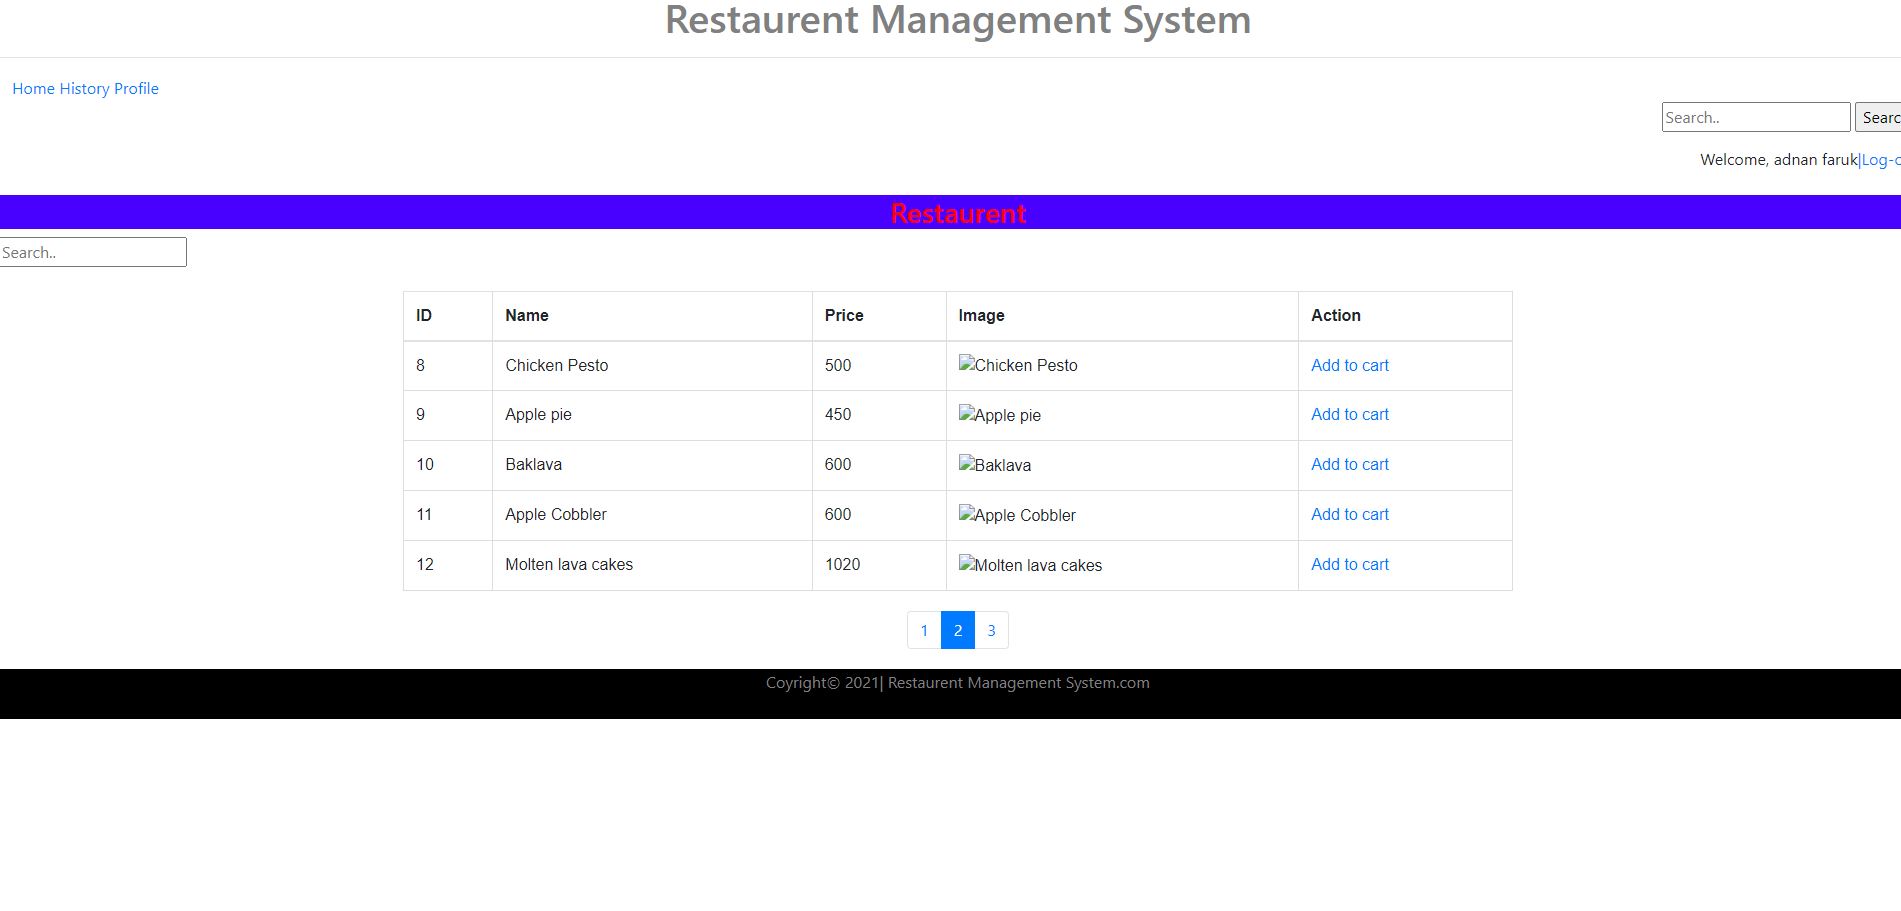 Restaurent Management System
Home History Profile
Search.. Searc
Welcome, adnan faruk|Log-
Restaurent
Search..
ID Name Price Image Action
8 Chicken Pesto 500 Chicken Pesto Add to cart
9 Apple pie 450 Apple pie Add to cart
10 Baklava 600 Baklava Add to cart
11 Apple Cobbler 600 Apple Cobbler Add to cart
12 Molten lava cakes 1020 Molten lava cakes Add to cart
1 2 3
Coyright© 2021| Restaurent Management System.com